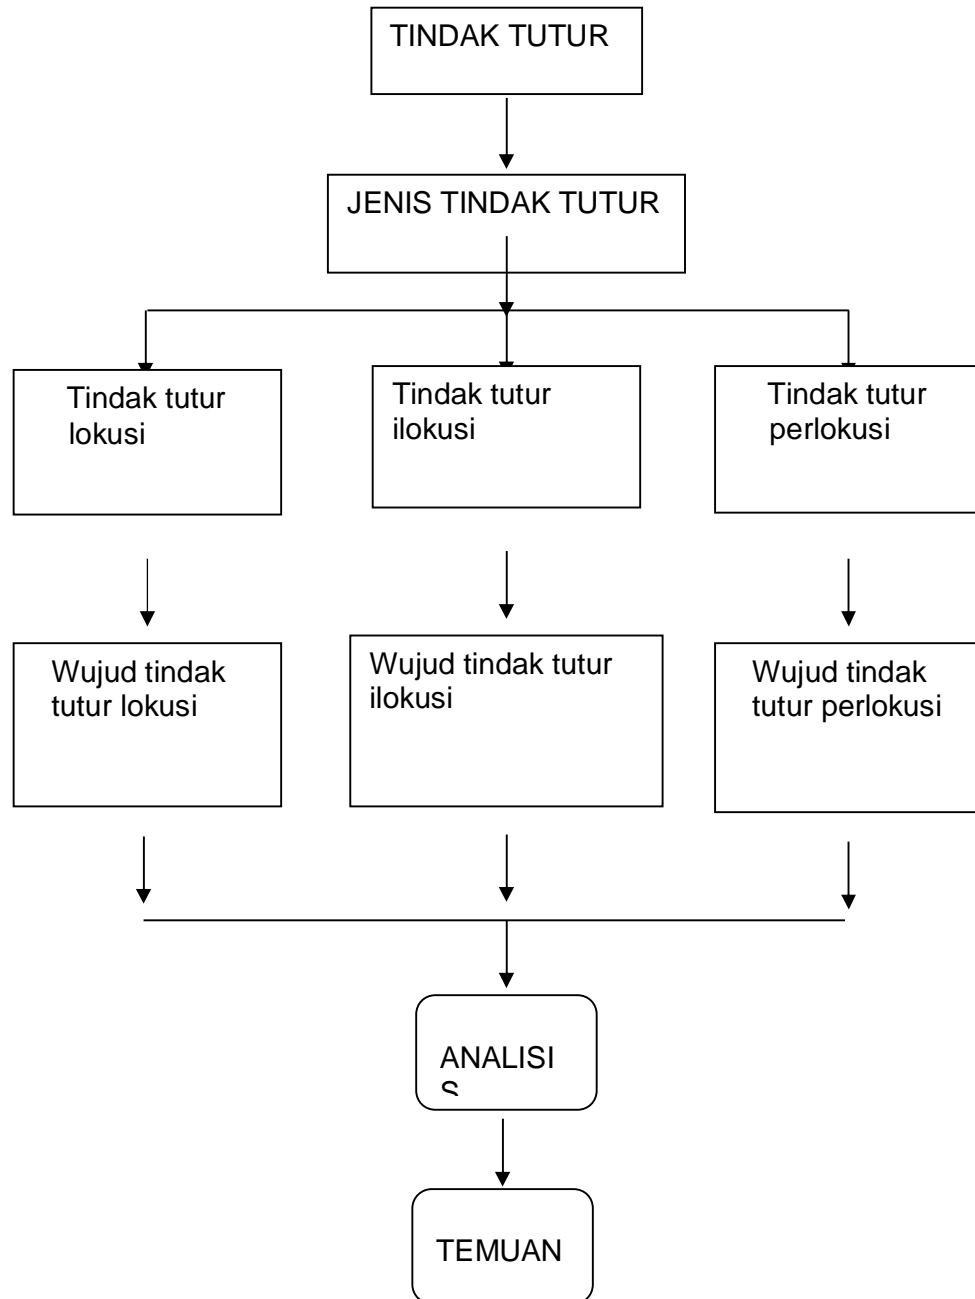 TINDAK TUTUR
JENIS TINDAK TUTUR
Tindak tutur
lokusi
Tindak tutur
ilokusi
Tindak tutur
perlokusi
Wujud tindak
tutur lokusi
Wujud tindak tutur
ilokusi
Wujud tindak
tutur perlokusi
ANALISI
S
TEMUAN